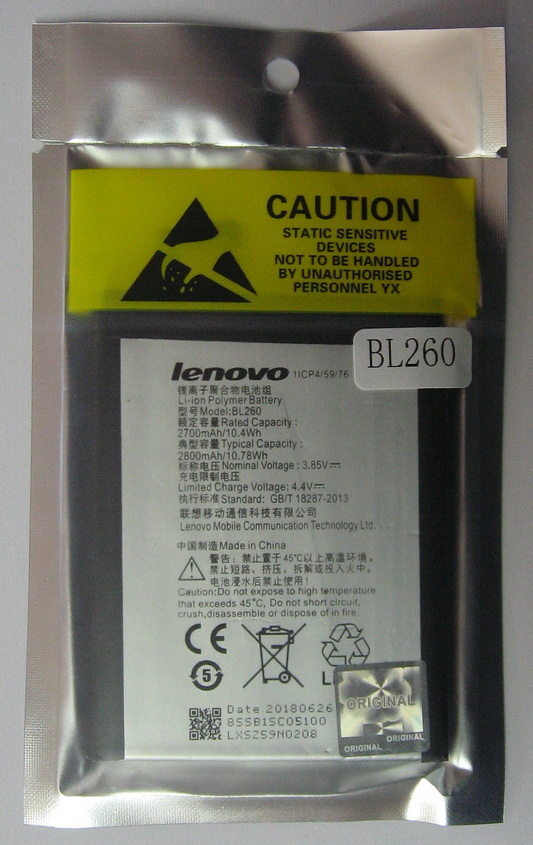 CAUTION
STATIC SENSITIVE
DEVICES
NOT TO BE HANDLED
BY UNAUTHORISED
PERSONNEL YX
BL260
lenovo 1ICP4/59/76
锂离子聚合物电池组
Li-ion Polymer Battery
型号Model:BL260
额定容量Rated Capacity :
2700mAh/10.4Wh
典型容量Typical Capacity :
2800mAh/10.78Wh
标称电压Nominal Voltage : 3.85V⎓
充电限制电压
Limited Charge Voltage: 4.4V⎓
执行标准Standard: GB/T 18287-2013
联想移动通信科技有限公司
Lenovo Mobile Communication Technology Ltd.
中国制造Made in China
警告: 禁止置于45°C以上高温环境。
禁止短路、挤压、拆解或投入火中。
电池浸水后禁止使用!
Caution:Do not expose to high temperature
that exceeds 45°C, Do not short circuit,
crush,disassemble or dispose of in fire.
CE
5
Date 20180626
8SSB1SC05100
LXSZ59N0208
ORIGINAL
ORIGINAL
ORIGINAL